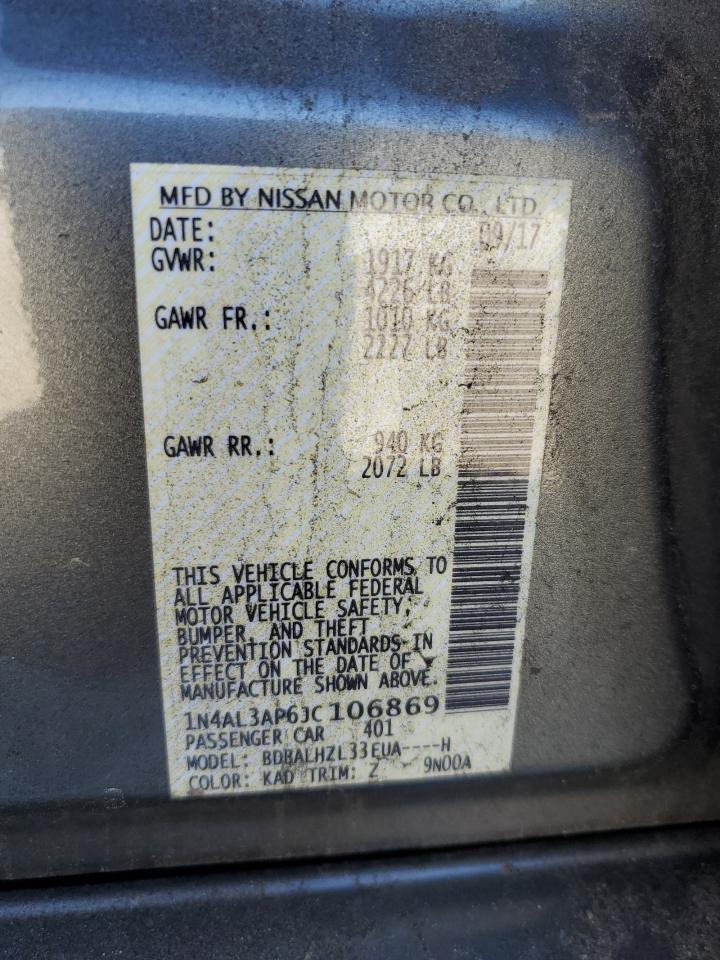 MFD BY NISSAN MOTOR CO., LTD.
DATE: 09/17
GVWR: 1917 KG
4226 LB
GAWR FR.: 1010 KG
2227 LB
GAWR RR.: 940 KG
2072 LB
THIS VEHICLE CONFORMS TO
ALL APPLICABLE FEDERAL
MOTOR VEHICLE SAFETY,
BUMPER, AND THEFT
PREVENTION STANDARDS IN
EFFECT ON THE DATE OF
MANUFACTURE SHOWN ABOVE.
1N4AL3AP6JC106869
PASSENGER CAR 401
MODEL: BDBALHZL33EUA----H
COLOR: KAD TRIM: Z 9N00A